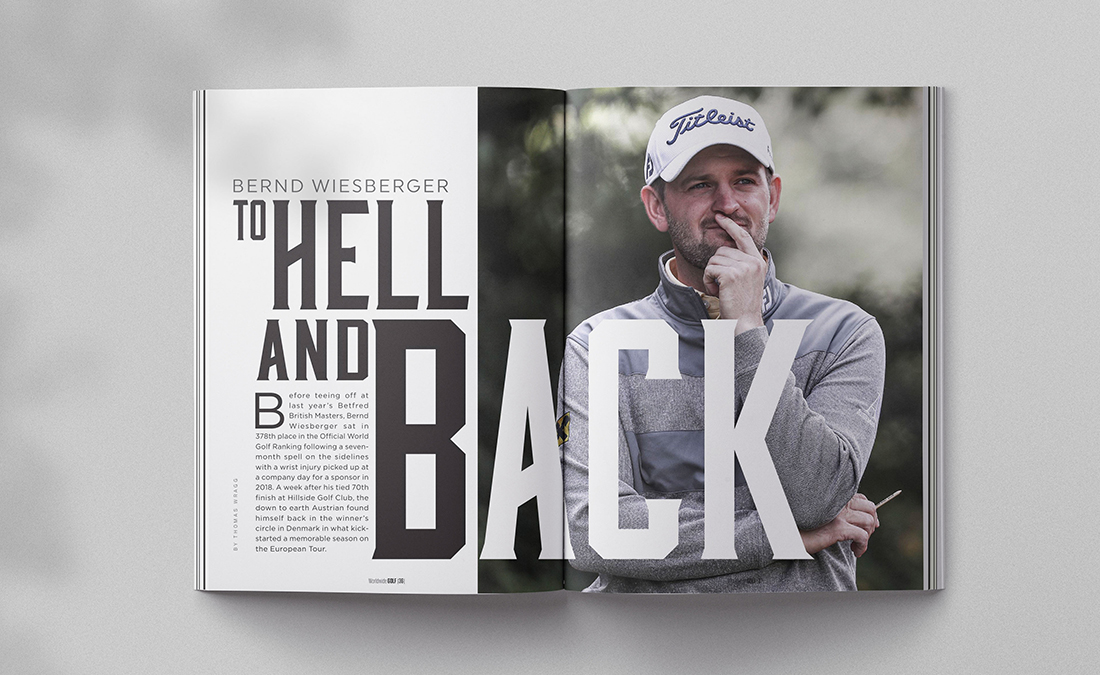 BERND WIESBERGER
TO HELL
AND BACK
Before teeing off at
last year's Betfred
British Masters, Bernd
Wiesberger sat in
378th place in the Official World
Golf Ranking following a seven-
month spell on the sidelines
with a wrist injury picked up at
a company day for a sponsor in
2018. A week after his tied 70th
finish at Hillside Golf Club, the
down to earth Austrian found
himself back in the winner's
circle in Denmark in what kick-
started a memorable season on
the European Tour.
BY THOMAS WRAGG
Worldwide GOLF |36|
Titleist